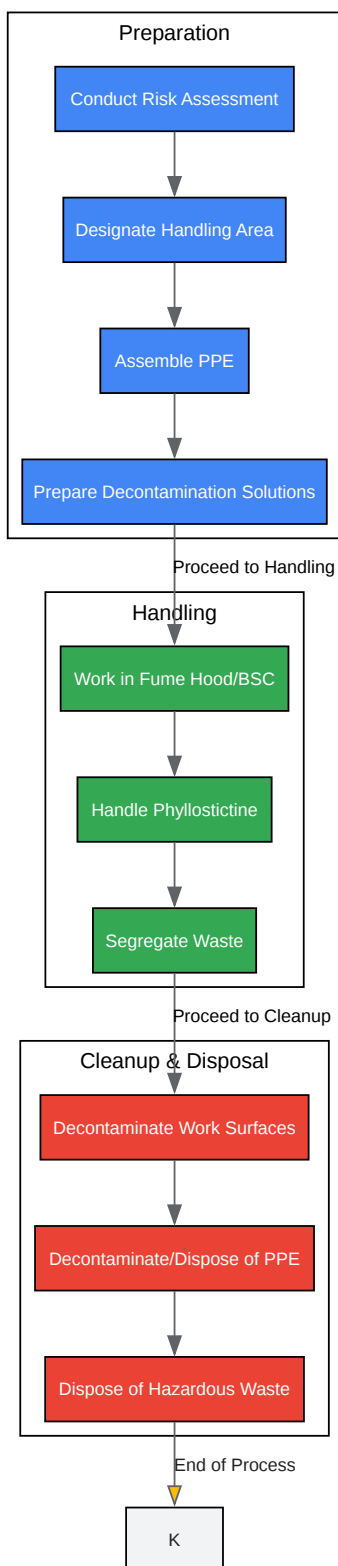 Preparation
Conduct Risk Assessment
Designate Handling Area
Assemble PPE
Prepare Decontamination Solutions
Proceed to Handling
Handling
Work in Fume Hood/BSC
Handle Phyllostictine
Segregate Waste
Proceed to Cleanup
Cleanup & Disposal
Decontaminate Work Surfaces
Decontaminate/Dispose of PPE
Dispose of Hazardous Waste
End of Process
K